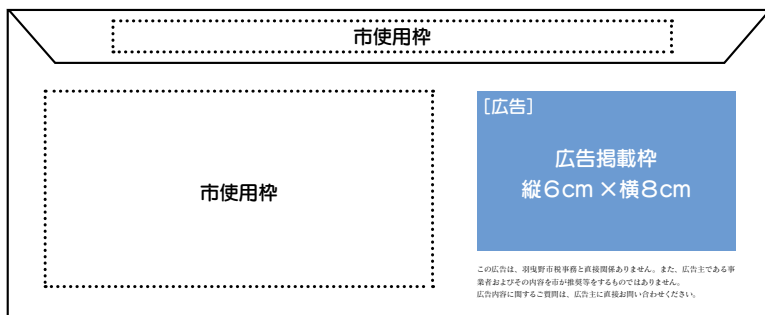 市使用枠
市使用枠
[広告]
広告掲載枠
縦6cm×横8cm
この広告は、羽曳野市税事務と直接関係ありません。また、広告主である事
業者およびその内容を市が推奨等をするものではありません。
広告内容に関するご質問は、広告主に直接お問い合わせください。